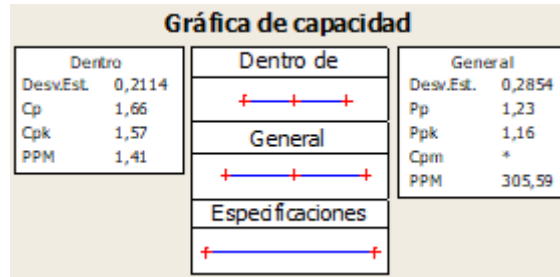 Gráfica de capacidad
Dentro
Desv.Est. 0,2114
Cp 1,66
Cpk 1,57
PPM 1,41
Dentro de
General
Especificaciones
General
Desv.Est. 0,2854
Pp 1,23
Ppk 1,16
Cpm *
PPM 305,59